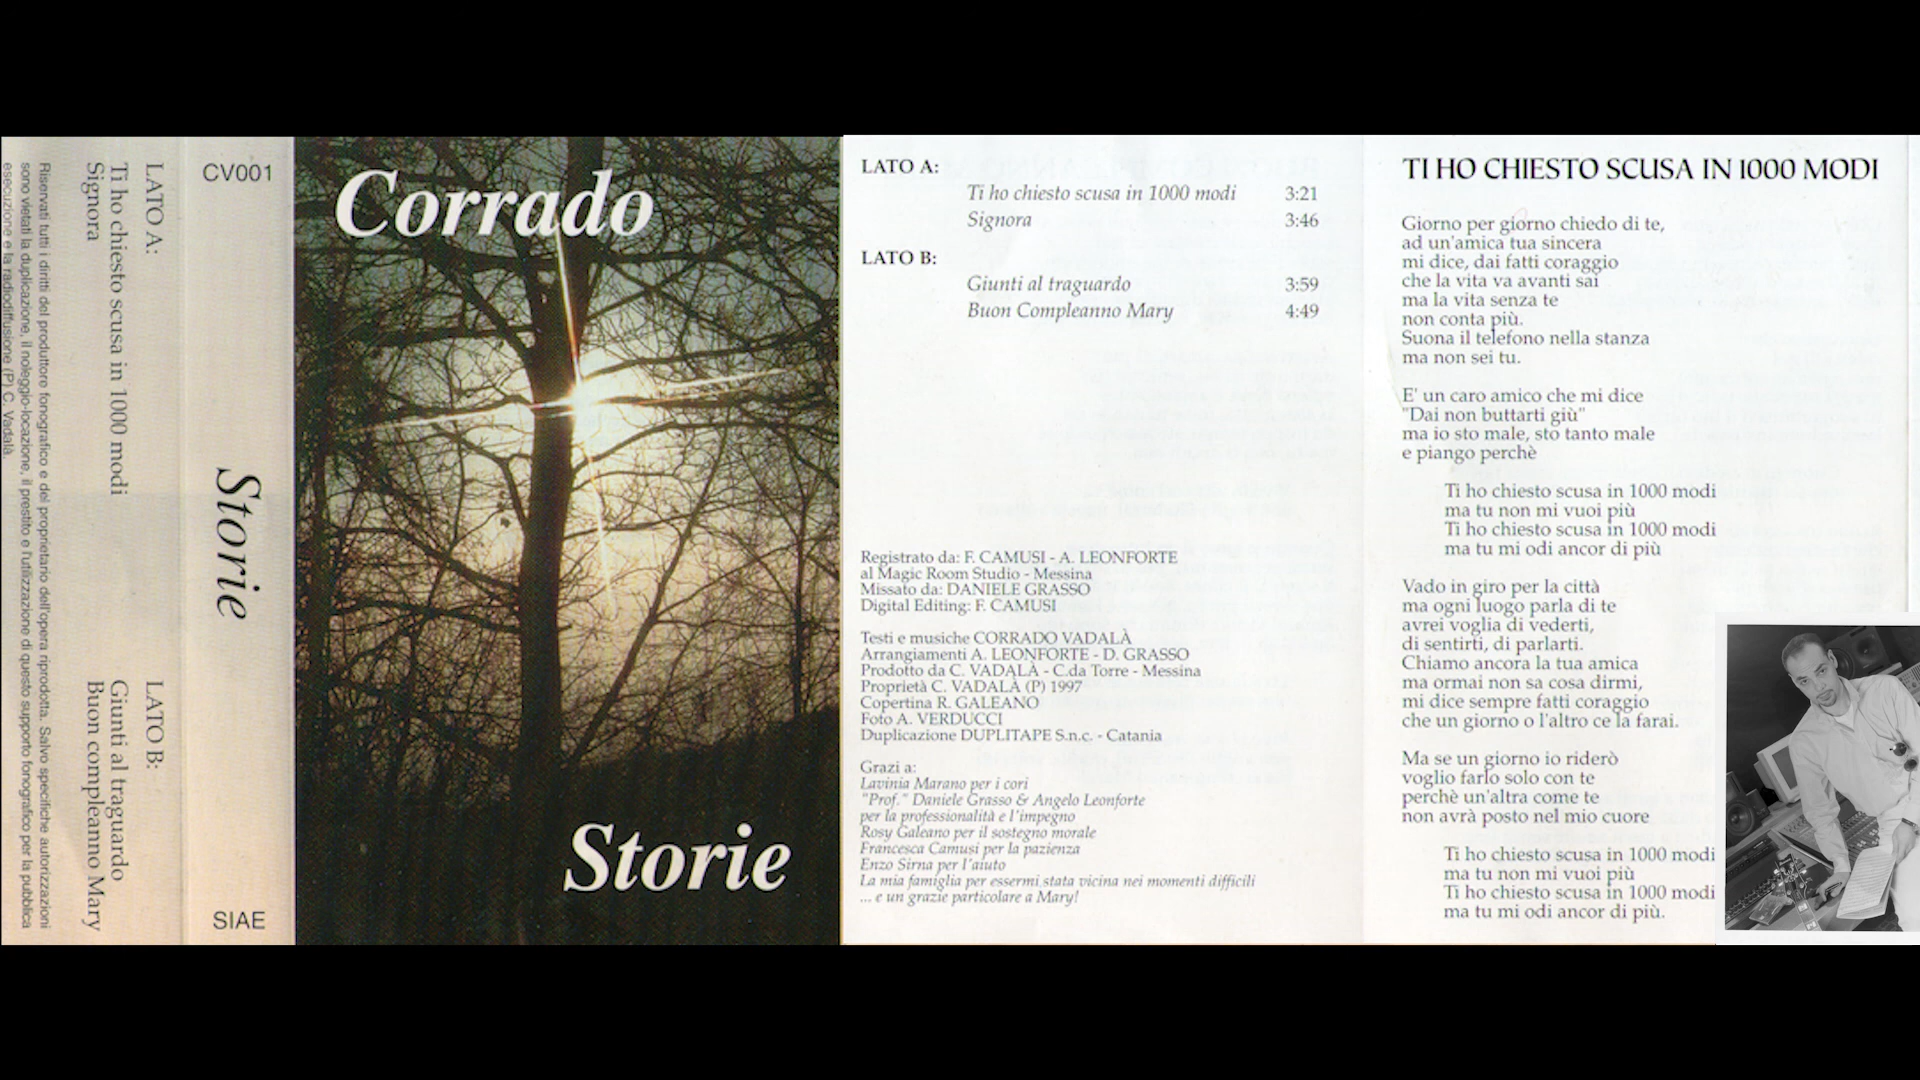 LATO A:
Ti ho chiesto scusa in 1000 modi
Signora
LATO B:
Giunti al traguardo
Buon compleanno Mary
Riservati tutti i diritti del produttore fonografico e del proprietario dell'opera riprodotta. Salvo specifiche autorizzazioni
sono vietati la duplicazione, il noleggio-locazione, il prestito e l'utilizzazione di questo supporto fonografico per la pubblica
esecuzione e la radiodiffusione (P) C. Vadalà.
CV001
Storie
SIAE
Corrado
Storie
LATO A:
Ti ho chiesto scusa in 1000 modi 3:21
Signora 3:46
LATO B:
Giunti al traguardo 3:59
Buon Compleanno Mary 4:49
Registrato da: F. CAMUSI - A. LEONFORTE
al Magic Room Studio - Messina
Missato da: DANIELE GRASSO
Digital Editing: F. CAMUSI
Testi e musiche CORRADO VADALÀ
Arrangiamenti A. LEONFORTE - D. GRASSO
Prodotto da C. VADALÀ - C.da Torre - Messina
Proprietà C. VADALÀ (P) 1997
Copertina R. GALEANO
Foto A. VERDUCCI
Duplicazione DUPLITAPE S.n.c. - Catania
Grazi a:
Lavinia Marano per i cori
"Prof." Daniele Grasso & Angelo Leonforte
per la professionalità e l'impegno
Rosy Galeano per il sostegno morale
Francesca Camusi per la pazienza
Enzo Sirna per l'aiuto
La mia famiglia per essermi stata vicina nei momenti difficili
... e un grazie particolare a Mary!
TI HO CHIESTO SCUSA IN 1000 MODI
Giorno per giorno chiedo di te,
ad un'amica tua sincera
mi dice, dai fatti coraggio
che la vita va avanti sai
ma la vita senza te
non conta più.
Suona il telefono nella stanza
ma non sei tu.
E' un caro amico che mi dice
"Dai non buttarti giù"
ma io sto male, sto tanto male
e piango perchè
Ti ho chiesto scusa in 1000 modi
ma tu non mi vuoi più
Ti ho chiesto scusa in 1000 modi
ma tu mi odi ancor di più
Vado in giro per la città
ma ogni luogo parla di te
avrei voglia di vederti,
di sentirti, di parlarti.
Chiamo ancora la tua amica
ma ormai non sa cosa dirmi,
mi dice sempre fatti coraggio
che un giorno o l'altro ce la farai.
Ma se un giorno io riderò
voglio farlo solo con te
perchè un'altra come te
non avrà posto nel mio cuore
Ti ho chiesto scusa in 1000 modi
ma tu non mi vuoi più
Ti ho chiesto scusa in 1000 modi
ma tu mi odi ancor di più.